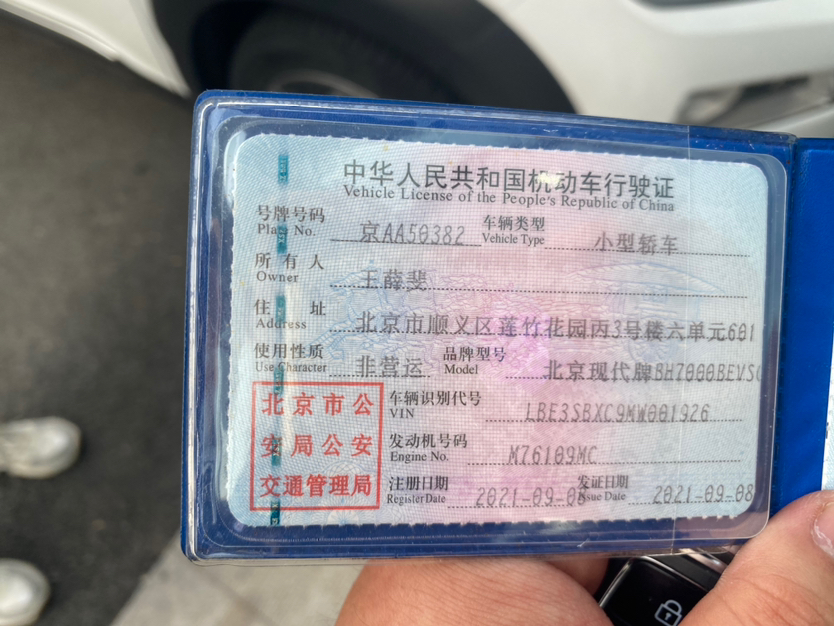 中华人民共和国机动车行驶证
Vehicle License of the People's Republic of China
号牌号码 京AA50382 车辆类型 小型轿车
Plate No. Vehicle Type
所有人 王薛斐
Owner
住址 北京市顺义区莲竹花园丙3号楼六单元601
Address
使用性质 非营运 品牌型号 北京现代牌BH7000BEVS
Use Character Model
北京市公
安局公安
交通管理局
车辆识别代号 LBE3SBXC9MW001926
VIN
发动机号码 M76109MC
Engine No.
注册日期 2021-09-08 发证日期 2021-09-08
Register Date Issue Date